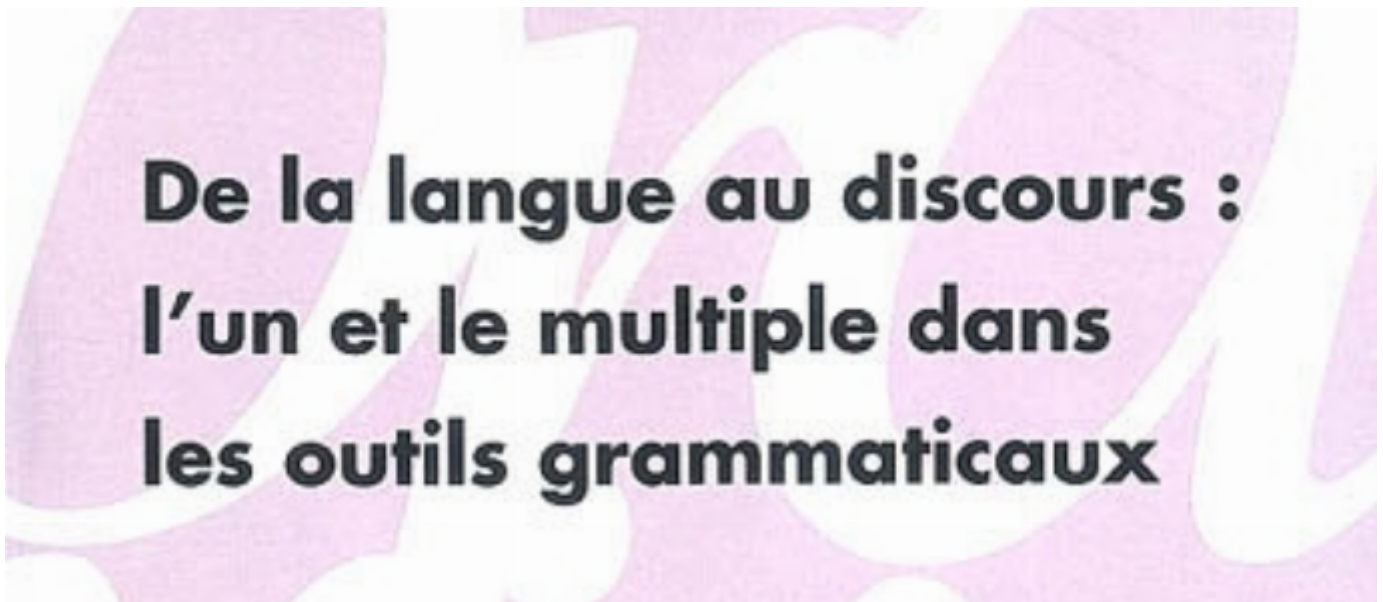 De la langue au discours :
l’un et le multiple dans
les outils grammaticaux